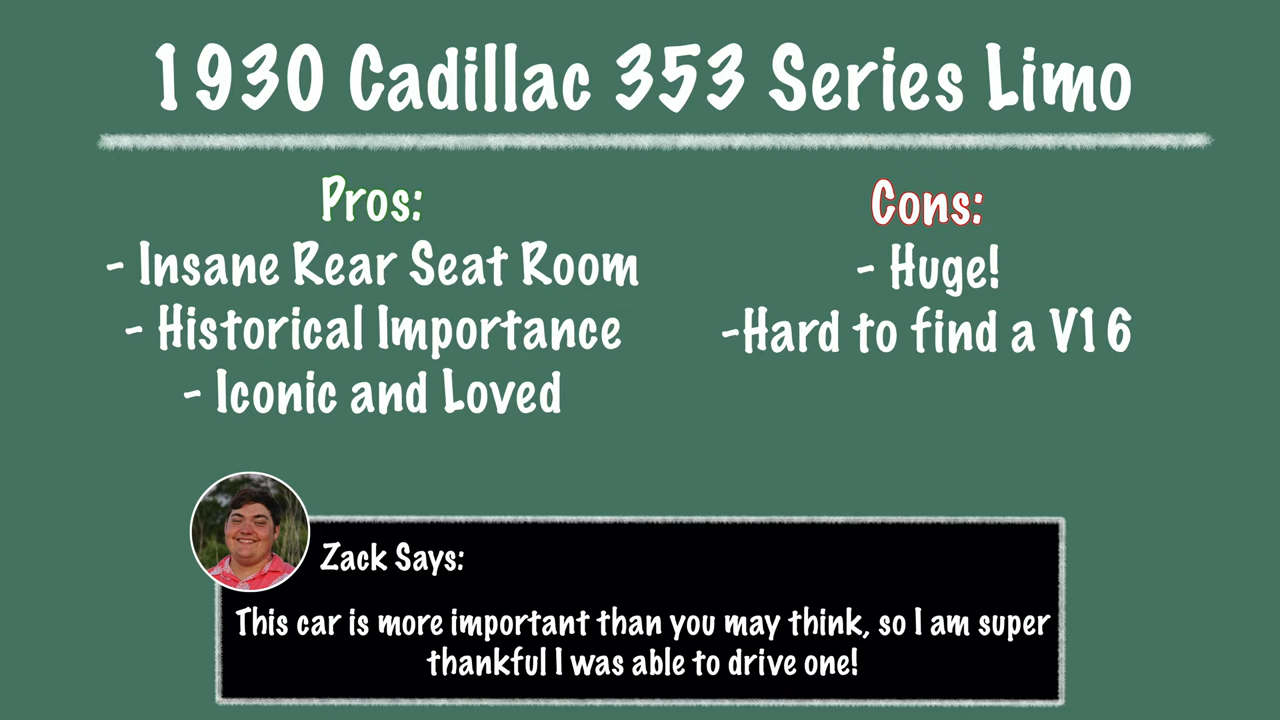 1930 Cadillac 353 Series Limo
Pros:
- Insane Rear Seat Room
- Historical Importance
- Iconic and Loved
Cons:
- Huge!
-Hard to find a V16
Zack Says:
This car is more important than you may think, so I am super
thankful I was able to drive one!